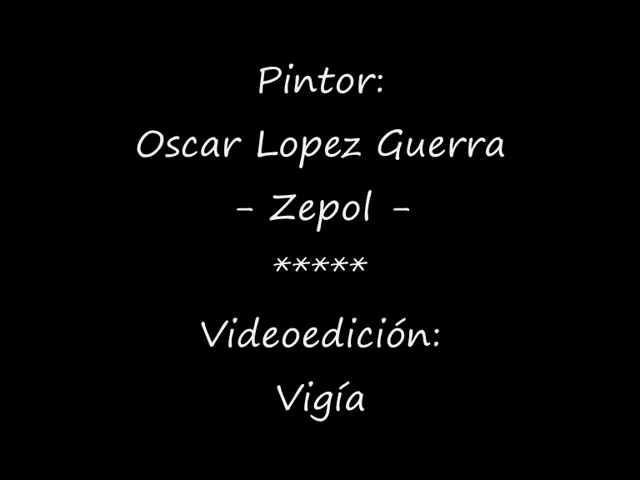 Pintor:
Oscar Lopez Guerra
- Zepol -
*****
Videoedición:
Vigía